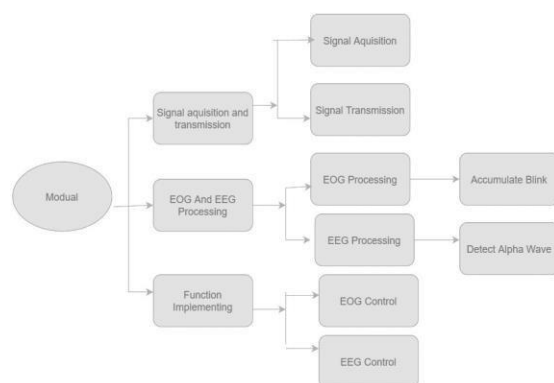 Signal Aquisition
Signal aquisition and
transmission
Signal Transmission
Modual
EOG And EEG
Processing
EOG Processing
Accumulate Blink
EEG Processing
Detect Alpha Wave
Function
Implementing
EOG Control
EEG Control